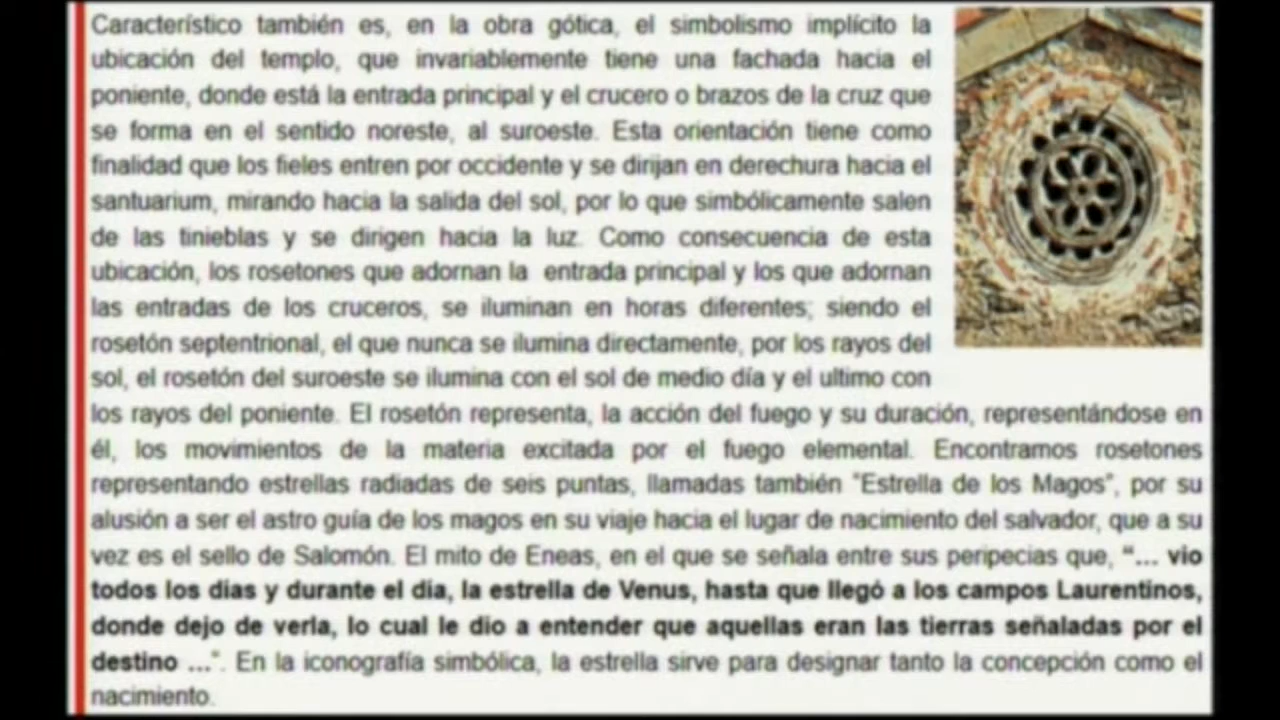 Característico también es, en la obra gótica, el simbolismo implícito la
ubicación del templo, que invariablemente tiene una fachada hacia el
poniente, donde está la entrada principal y el crucero o brazos de la cruz que
se forma en el sentido noreste, al suroeste. Esta orientación tiene como
finalidad que los fieles entren por occidente y se dirijan en derechura hacia el
santuarium, mirando hacia la salida del sol, por lo que simbólicamente salen
de las tinieblas y se dirigen hacia la luz. Como consecuencia de esta
ubicación, los rosetones que adornan la entrada principal y los que adornan
las entradas de los cruceros, se iluminan en horas diferentes; siendo el
rosetón septentrional, el que nunca se ilumina directamente, por los rayos del
sol, el rosetón del suroeste se ilumina con el sol de medio día y el ultimo con
los rayos del poniente. El rosetón representa, la acción del fuego y su duración, representándose en
él, los movimientos de la materia excitada por el fuego elemental. Encontramos rosetones
representando estrellas radiadas de seis puntas, llamadas también "Estrella de los Magos", por su
alusión a ser el astro guía de los magos en su viaje hacia el lugar de nacimiento del salvador, que a su
vez es el sello de Salomón. El mito de Eneas, en el que se señala entre sus peripecias que, "... vio
todos los dias y durante el dia, la estrella de Venus, hasta que llegó a los campos Laurentinos,
donde dejo de verla, lo cual le dio a entender que aquellas eran las tierras señaladas por el
destino ...". En la iconografía simbólica, la estrella sirve para designar tanto la concepción como el
nacimiento.